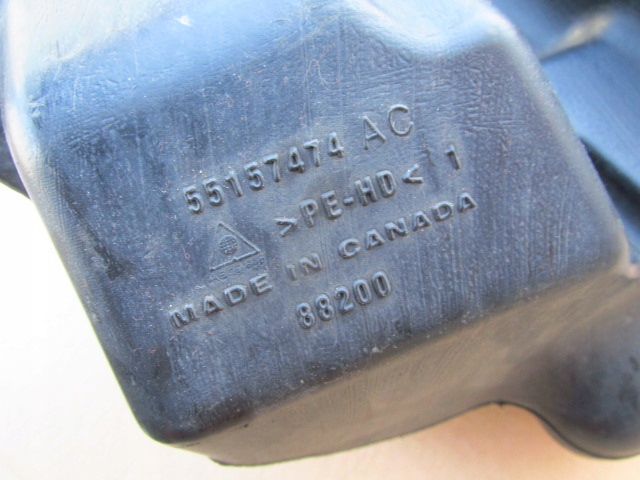 55157474 AC
>PE-HD< 1
MADE IN CANADA
88200